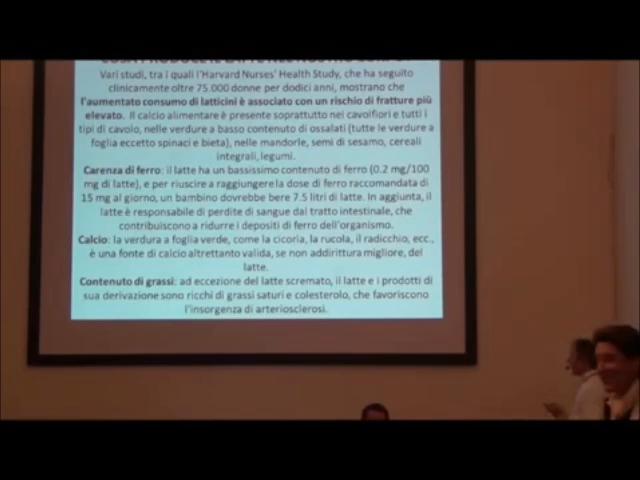 COSA PRODUCE IL LATTE NEL NOSTRO
Vari studi, tra i quali l'Harvard Nurses' Health Study, che ha seguito
clinicamente oltre 75.000 donne per dodici anni, mostrano che
l'aumentato consumo di latticini è associato con un rischio di fratture più
elevato. Il calcio alimentare è presente soprattutto nei cavolfiori e tutti i
tipi di cavolo, nelle verdure a basso contenuto di ossalati (tutte le verdure a
foglia eccetto spinaci e bieta), nelle mandorle, semi di sesamo, cereali
integrali, legumi.
Carenza di ferro: il latte ha un bassissimo contenuto di ferro (0.2 mg/100
mg di latte), e per riuscire a raggiungere la dose di ferro raccomandata di
15 mg al giorno, un bambino dovrebbe bere 7.5 litri di latte. In aggiunta, il
latte è responsabile di perdite di sangue dal tratto intestinale, che
contribuiscono a ridurre i depositi di ferro dell'organismo.
Calcio: la verdura a foglia verde, come la cicoria, la rucola, il radicchio, ecc.,
è una fonte di calcio altrettanto valida, se non addirittura migliore, del
latte.
Contenuto di grassi: ad eccezione del latte scremato, il latte e i prodotti di
sua derivazione sono ricchi di grassi saturi e colesterolo, che favoriscono
l'insorgenza di arteriosclerosi.